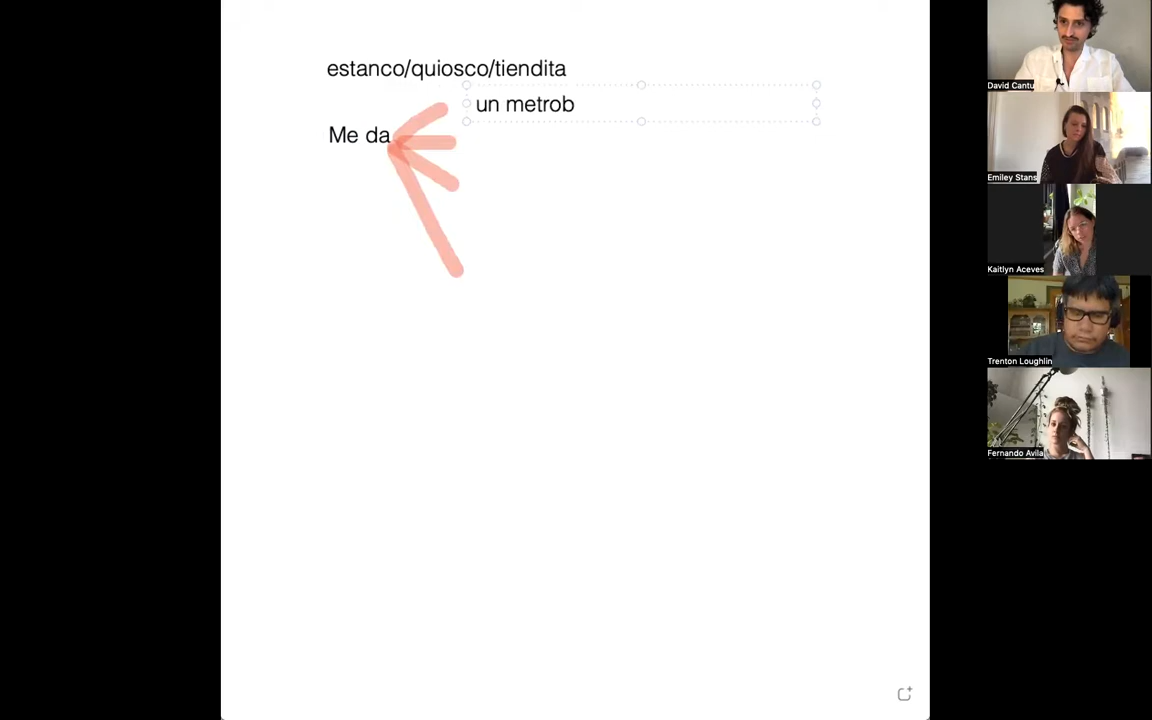 estanco/quiosco/tiendita
un metrob
Me da
David Cantu
Emiley Stans
Kaitlyn Aceves
Trenton Loughlin
Fernando Avila